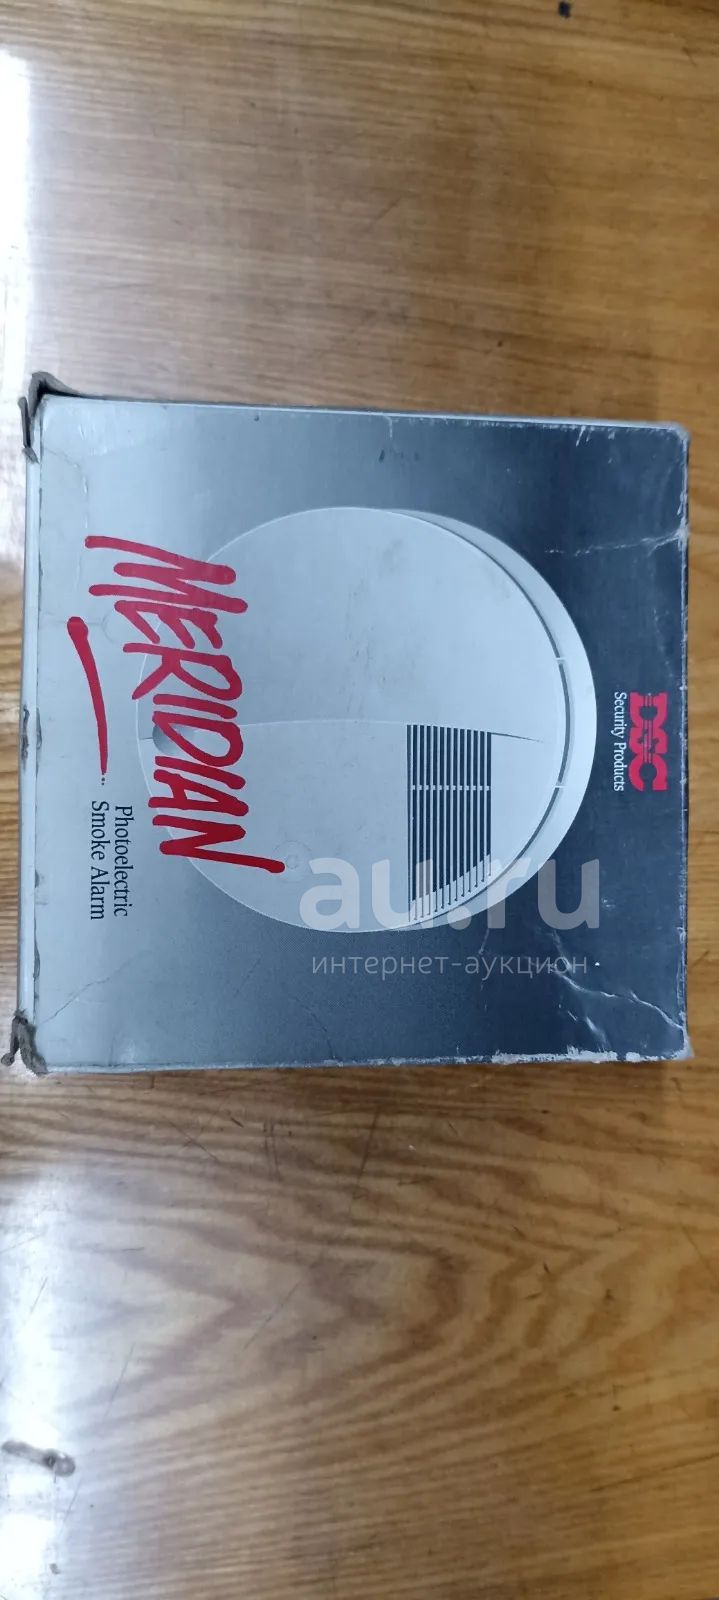 DSC
Security Products
MERIDIAN
Photoelectric
Smoke Alarm
au.ru
интернет-аукцион